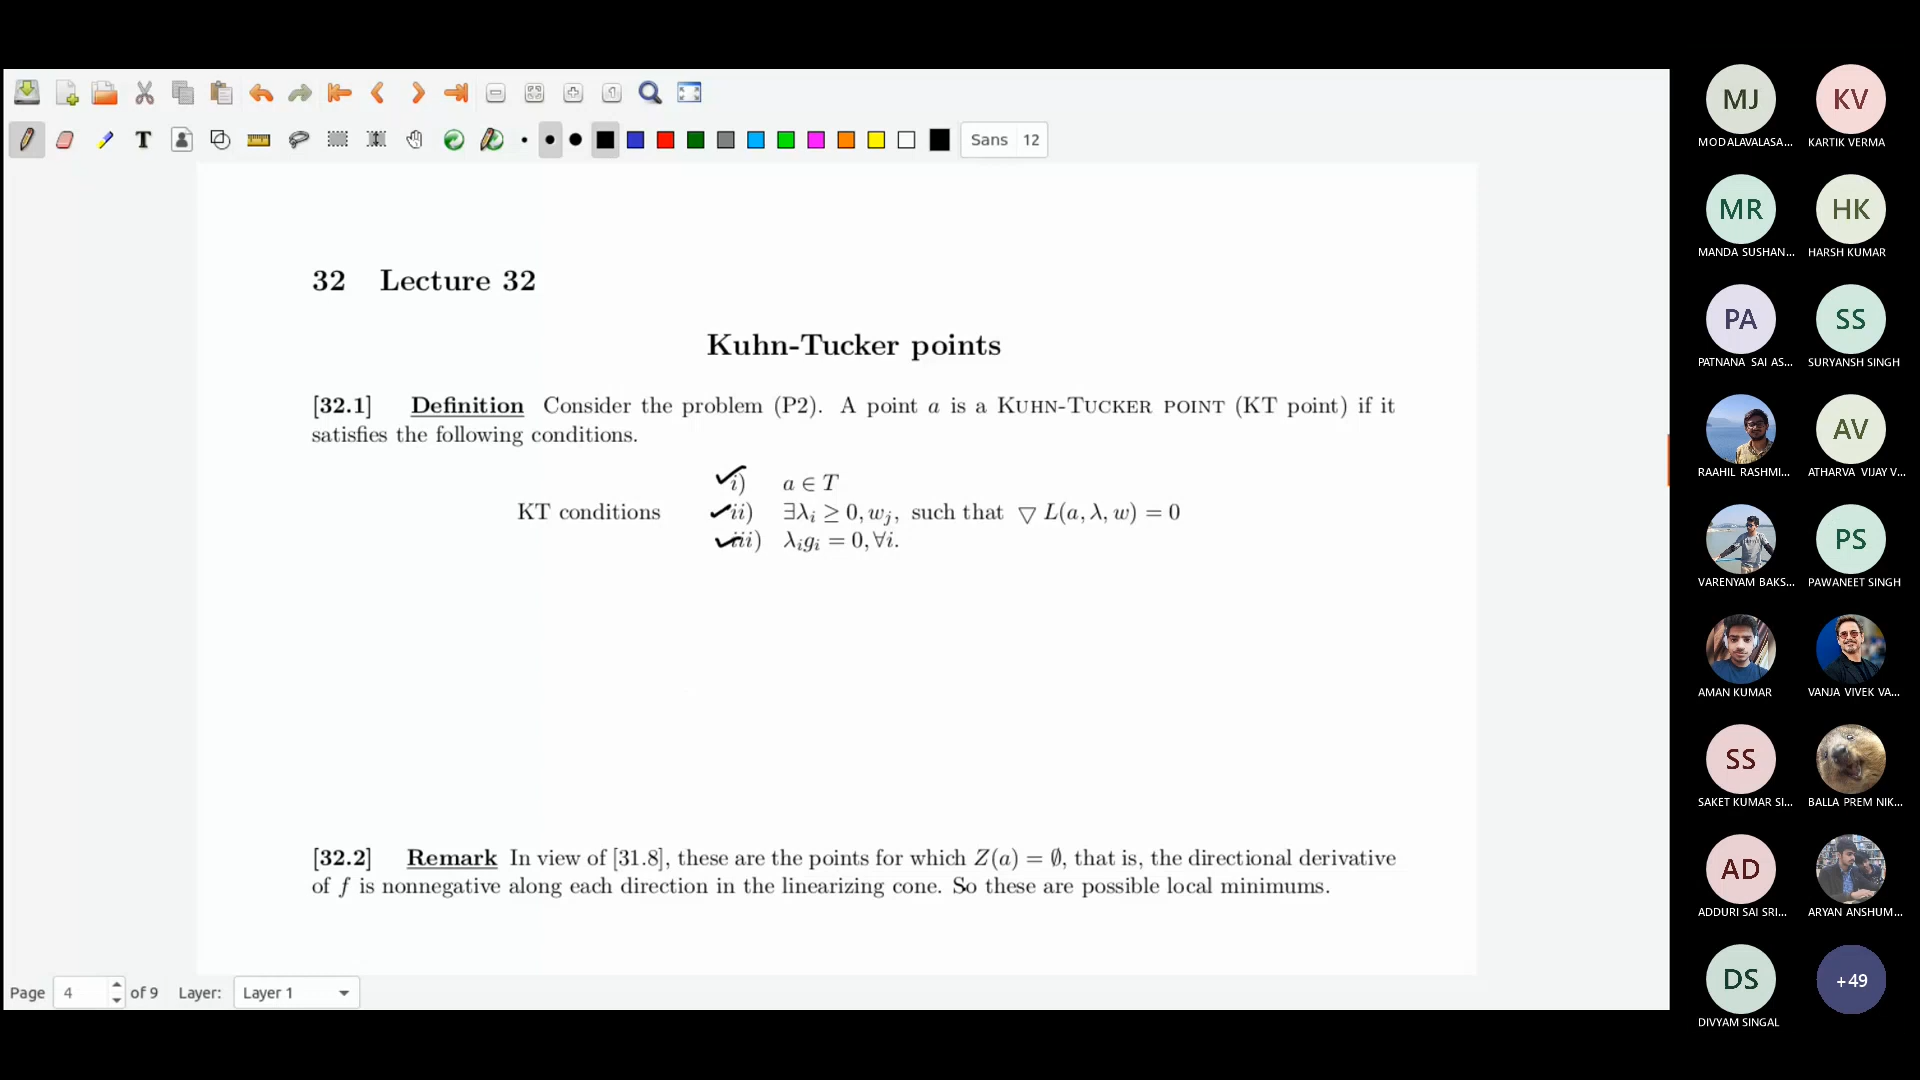 Sans 12
32 Lecture 32
Kuhn-Tucker points
[32.1] Definition Consider the problem (P2). A point a is a KUHN-TUCKER POINT (KT point) if it
satisfies the following conditions.
i) a ∈ T
KT conditions ii) ∃λᵢ ≥ 0, wⱼ, such that ▽ L(a, λ, w) = 0
iii) λᵢgᵢ = 0, ∀i.
[32.2] Remark In view of [31.8], these are the points for which Z(a) = ∅, that is, the directional derivative
of f is nonnegative along each direction in the linearizing cone. So these are possible local minimums.
Page 4 of 9 Layer: Layer 1
MJ KV
MODALAVALASA... KARTIK VERMA
MR HK
MANDA SUSHAN... HARSH KUMAR
PA SS
PATNANA SAI AS... SURYANSH SINGH
AV
RAAHIL RASHMI... ATHARVA VIJAY V...
PS
VARENYAM BAKS... PAWANEET SINGH
AMAN KUMAR VANJA VIVEK VA...
SS
SAKET KUMAR SI... BALLA PREM NIK...
AD
ADDURI SAI SRI... ARYAN ANSHUM...
DS +49
DIVYAM SINGAL